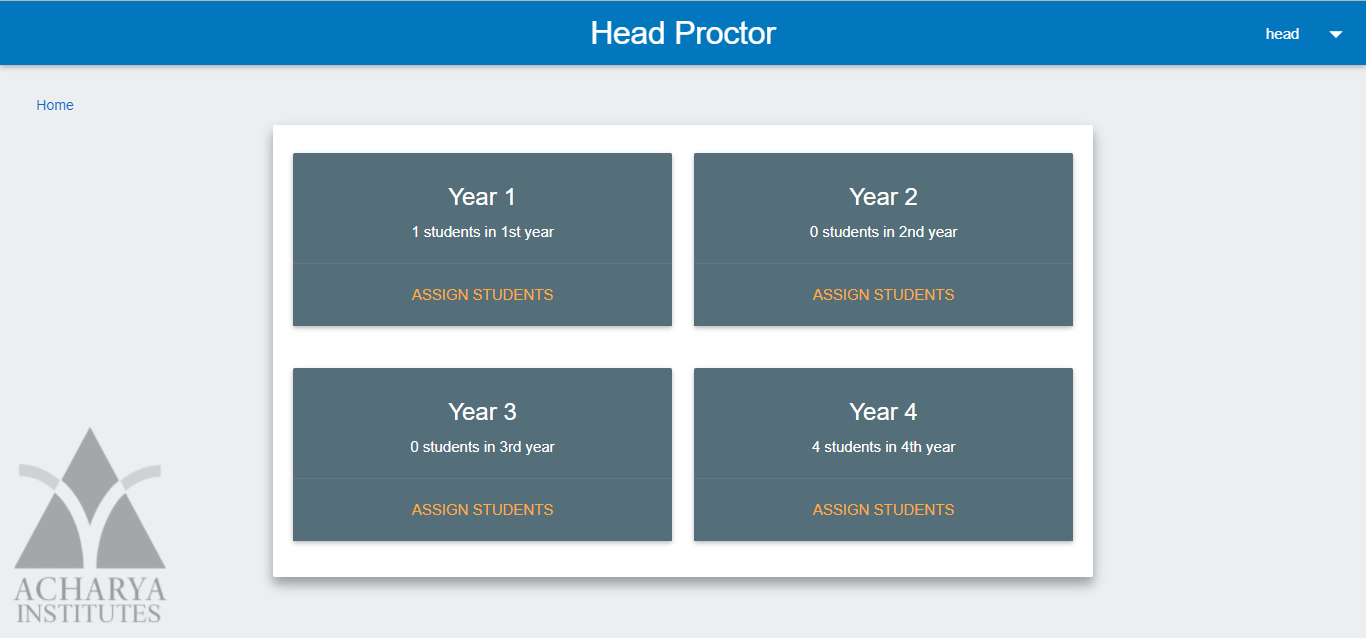 Head Proctor
head
Home
Year 1
1 students in 1st year
ASSIGN STUDENTS
Year 2
0 students in 2nd year
ASSIGN STUDENTS
Year 3
0 students in 3rd year
ASSIGN STUDENTS
Year 4
4 students in 4th year
ASSIGN STUDENTS
ACHARYA
INSTITUTES